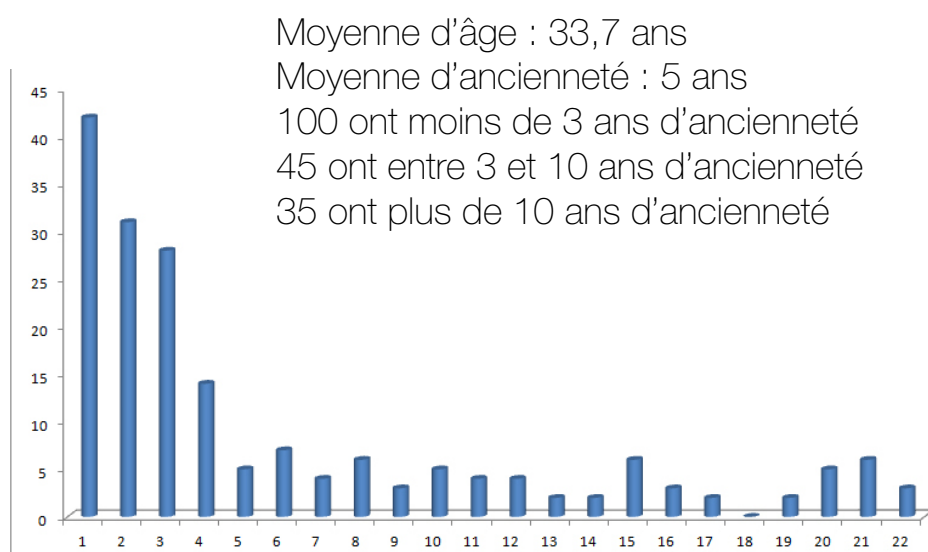 Moyenne d’âge : 33,7 ans
Moyenne d’ancienneté : 5 ans
100 ont moins de 3 ans d’ancienneté
45 ont entre 3 et 10 ans d’ancienneté
35 ont plus de 10 ans d’ancienneté
45
40
35
30
25
20
15
10
5
0
1 2 3 4 5 6 7 8 9 10 11 12 13 14 15 16 17 18 19 20 21 22